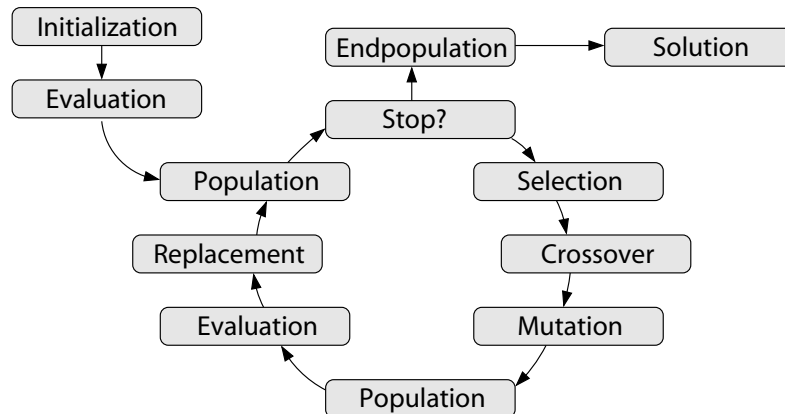 Initialization
Endpopulation
Solution
Evaluation
Stop?
Population
Selection
Replacement
Crossover
Evaluation
Mutation
Population